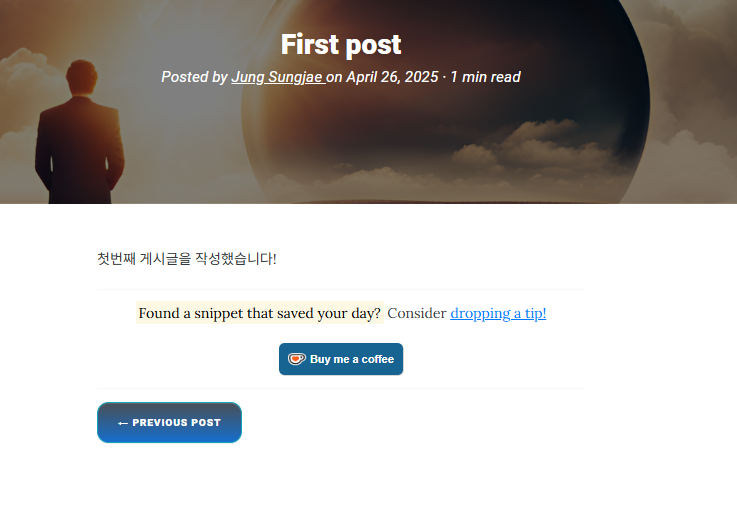 First post
Posted by Jung Sungjae on April 26, 2025 · 1 min read
첫번째 게시글을 작성했습니다!
Found a snippet that saved your day? Consider dropping a tip!
Buy me a coffee
← PREVIOUS POST